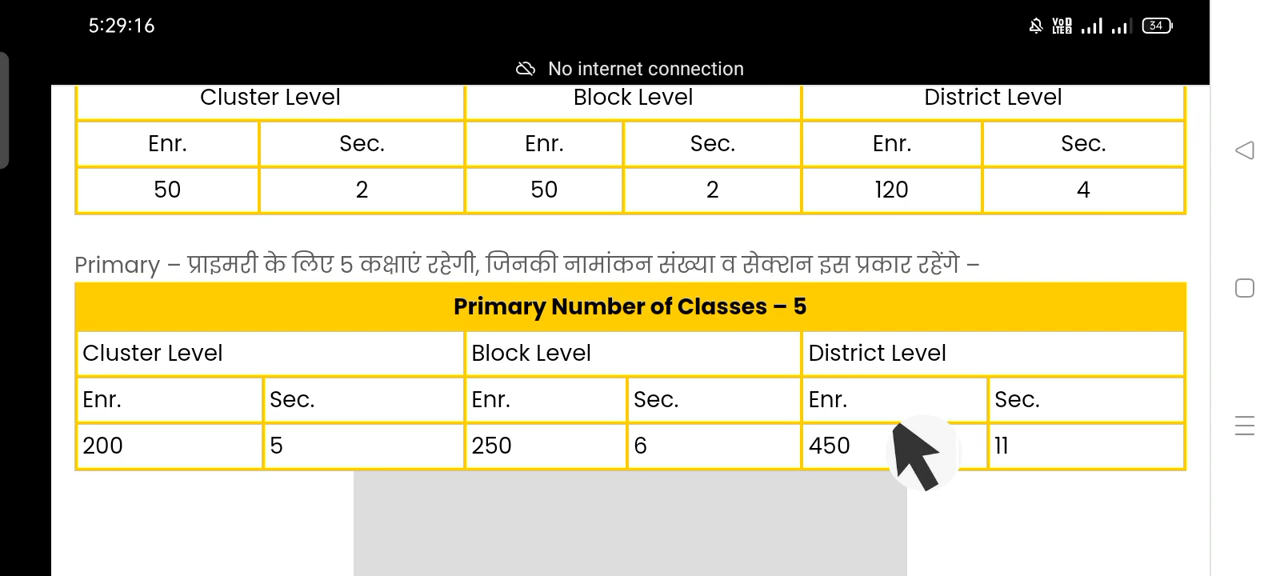 5:29:16
VoD LTE2 34
No internet connection
Cluster Level Block Level District Level
Enr. Sec. Enr. Sec. Enr. Sec.
50 2 50 2 120 4
Primary – प्राइमरी के लिए 5 कक्षाएं रहेगी, जिनकी नामांकन संख्या व सेक्शन इस प्रकार रहेंगे –
Primary Number of Classes – 5
Cluster Level Block Level District Level
Enr. Sec. Enr. Sec. Enr. Sec.
200 5 250 6 450 11